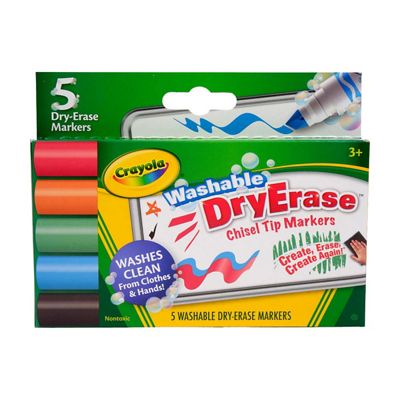 5
Dry-Erase
Markers
Crayola
Washable
DryErase™
Chisel Tip Markers
3+
WASHES
CLEAN
From Clothes
& Hands!
Create, Erase,
Create Again!
Nontoxic
5 WASHABLE DRY-ERASE MARKERS